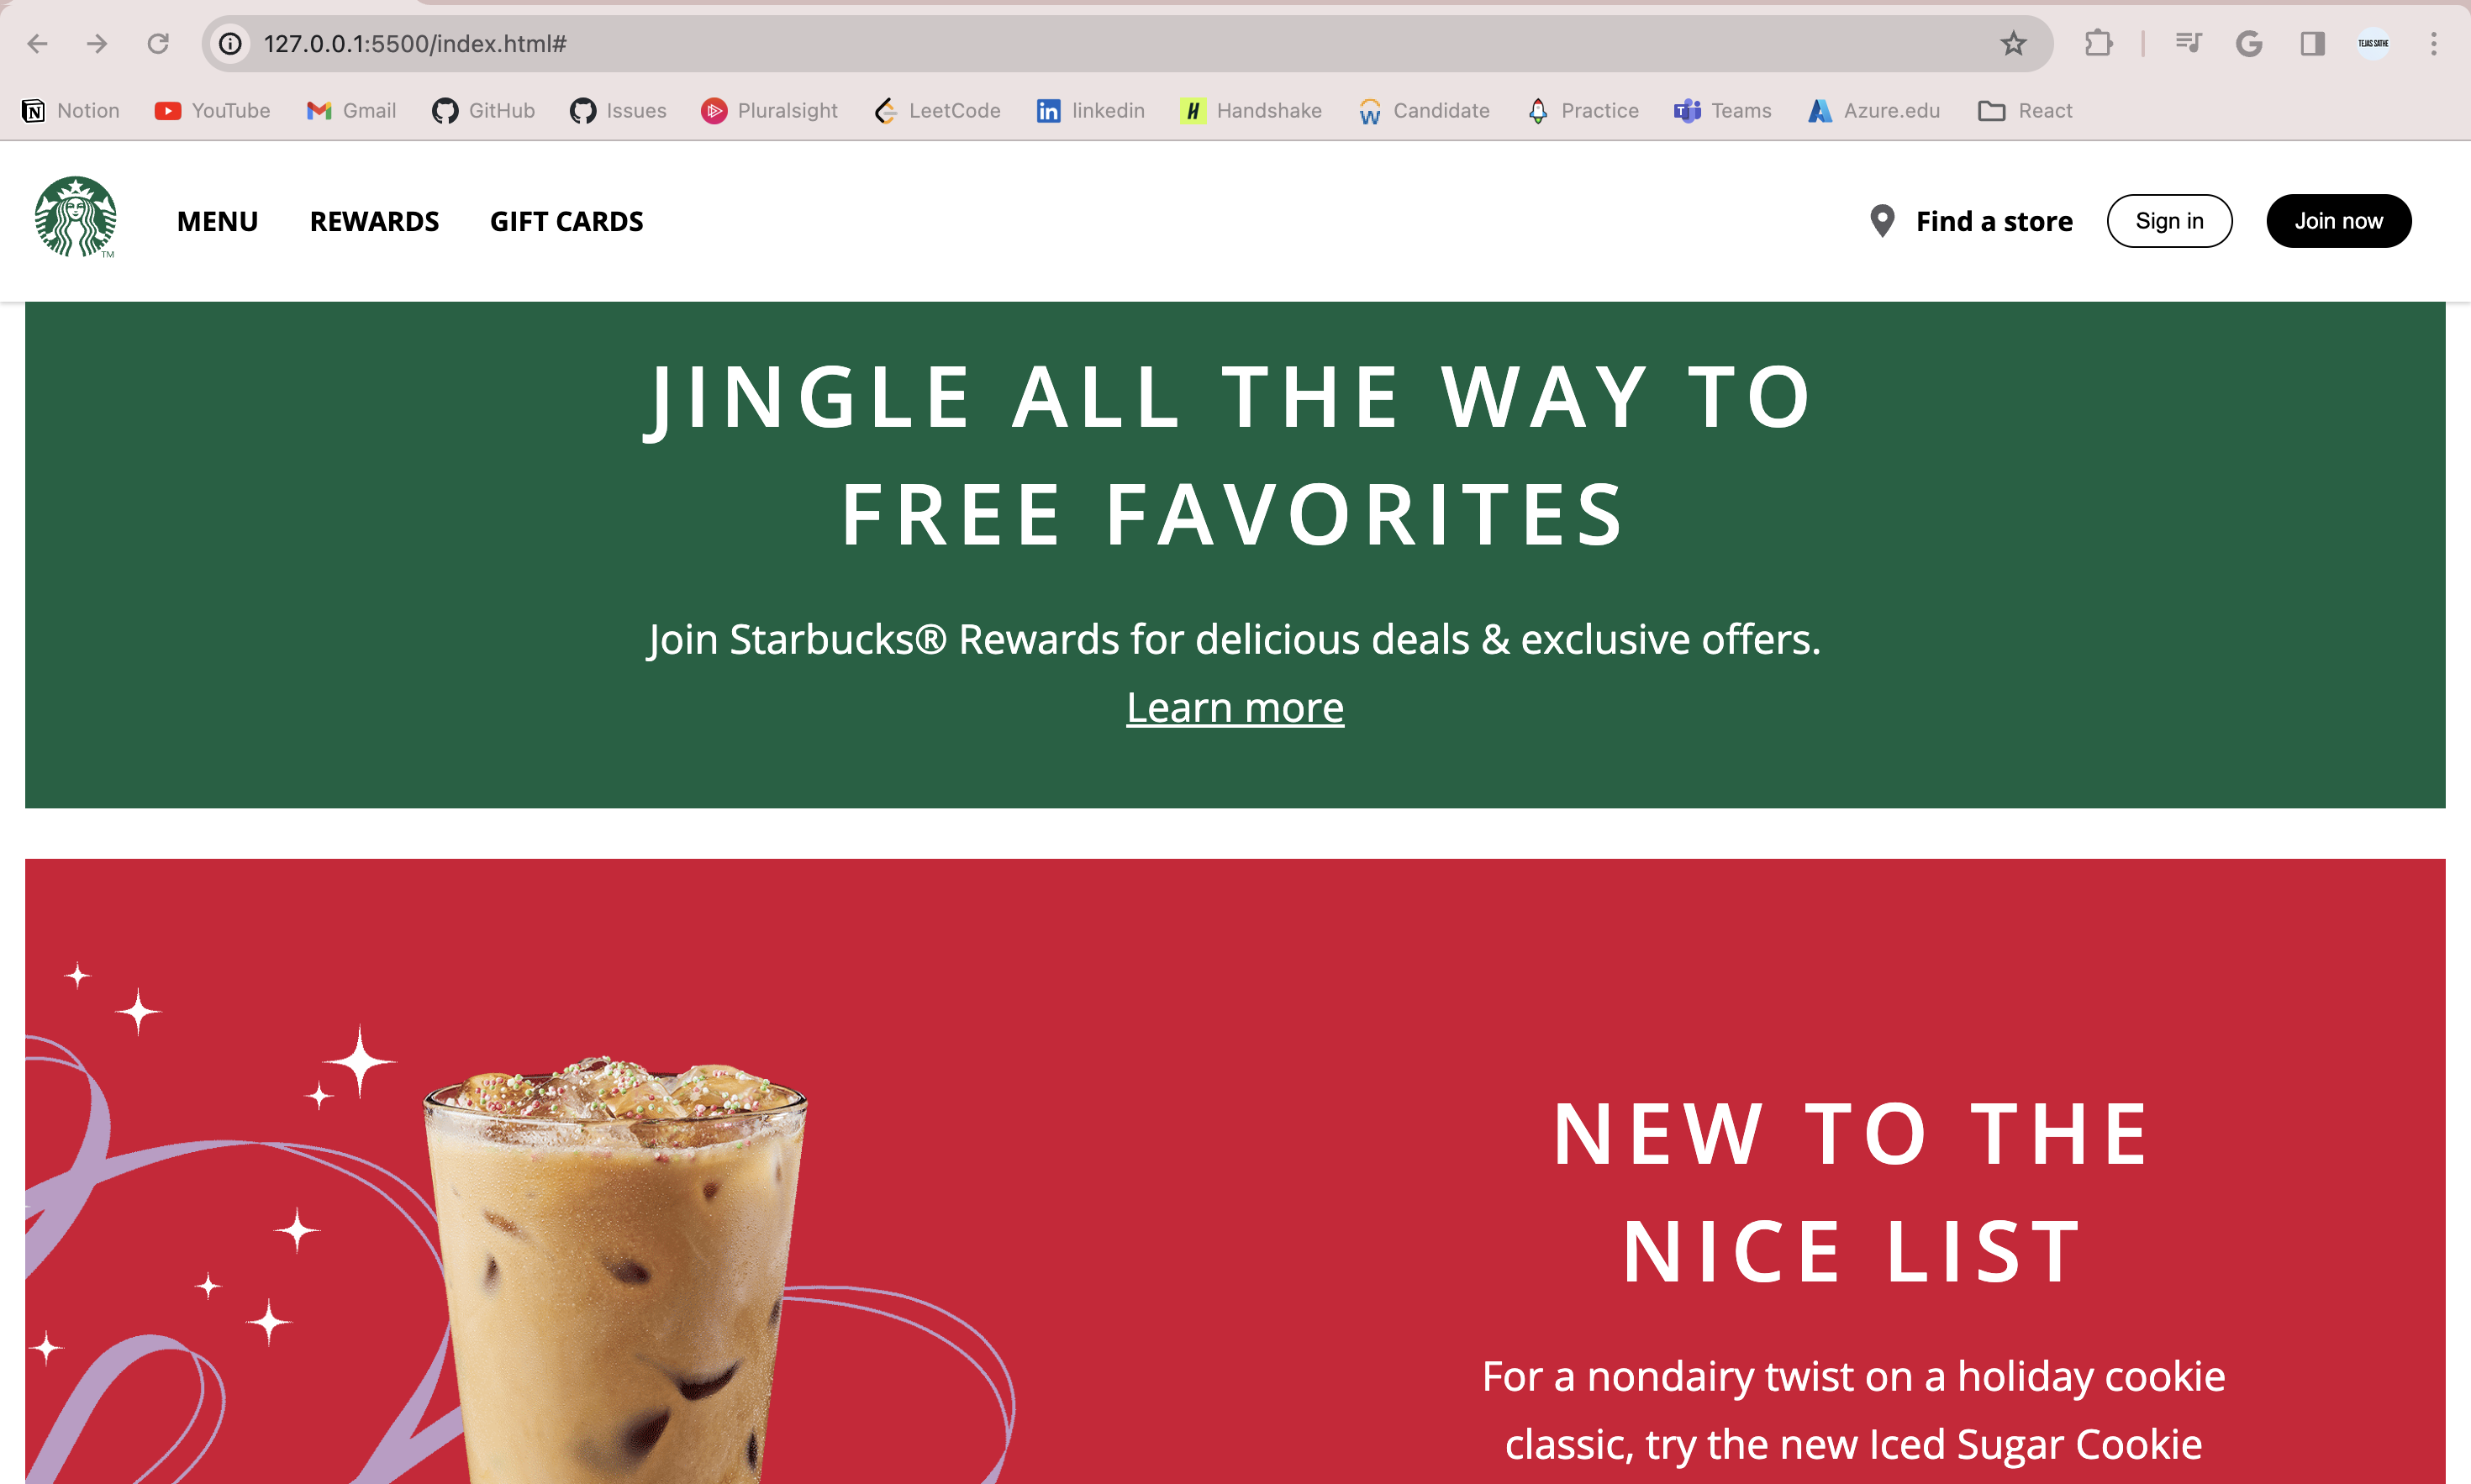 127.0.0.1:5500/index.html#
TEJAS SATHE
Notion YouTube Gmail GitHub Issues Pluralsight LeetCode linkedin Handshake Candidate Practice Teams Azure.edu React
MENU REWARDS GIFT CARDS Find a store Sign in Join now
TM
JINGLE ALL THE WAY TO
FREE FAVORITES
Join Starbucks® Rewards for delicious deals & exclusive offers.
Learn more
NEW TO THE
NICE LIST
For a nondairy twist on a holiday cookie
classic, try the new Iced Sugar Cookie